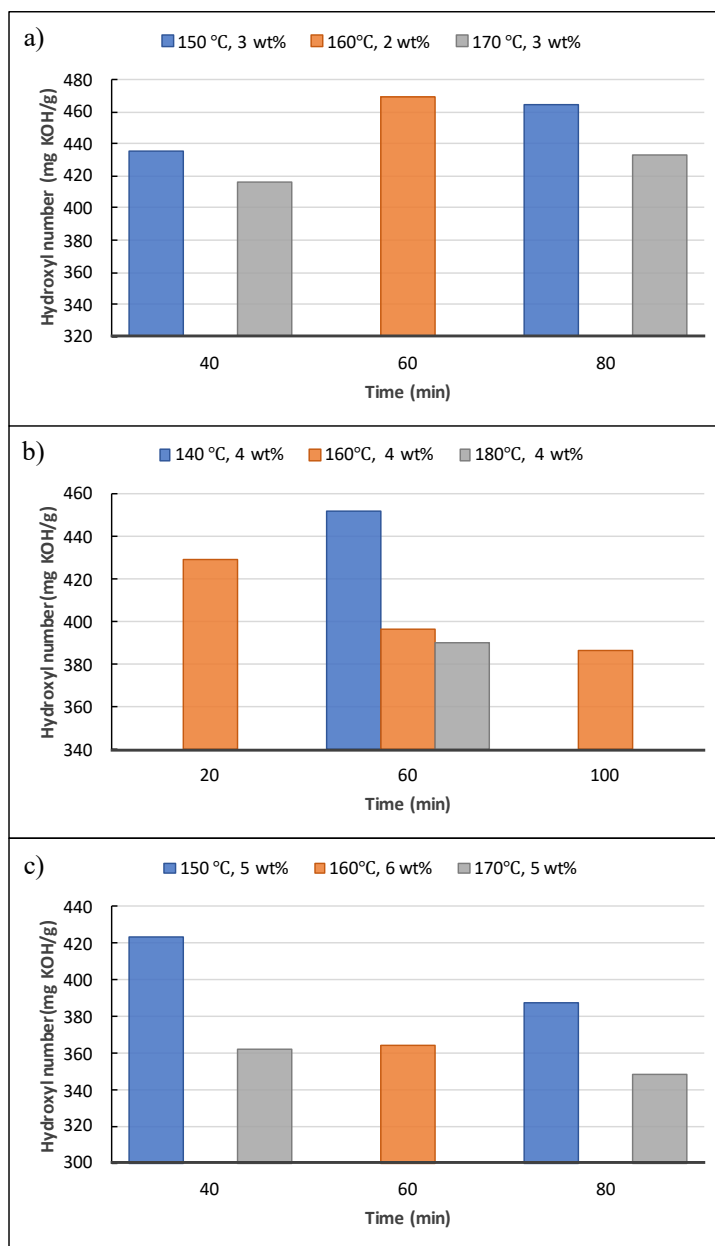 a)
150 °C, 3 wt% 160°C, 2 wt% 170 °C, 3 wt%
Hydroxyl number (mg KOH/g)
480
460
440
420
400
380
360
340
320
40 60 80
Time (min)
b)
140 °C, 4 wt% 160°C, 4 wt% 180°C, 4 wt%
Hydroxyl number(mg KOH/g)
460
440
420
400
380
360
340
20 60 100
Time (min)
c)
150 °C, 5 wt% 160°C, 6 wt% 170°C, 5 wt%
Hydroxyl number(mg KOH/g)
440
420
400
380
360
340
320
300
40 60 80
Time (min)